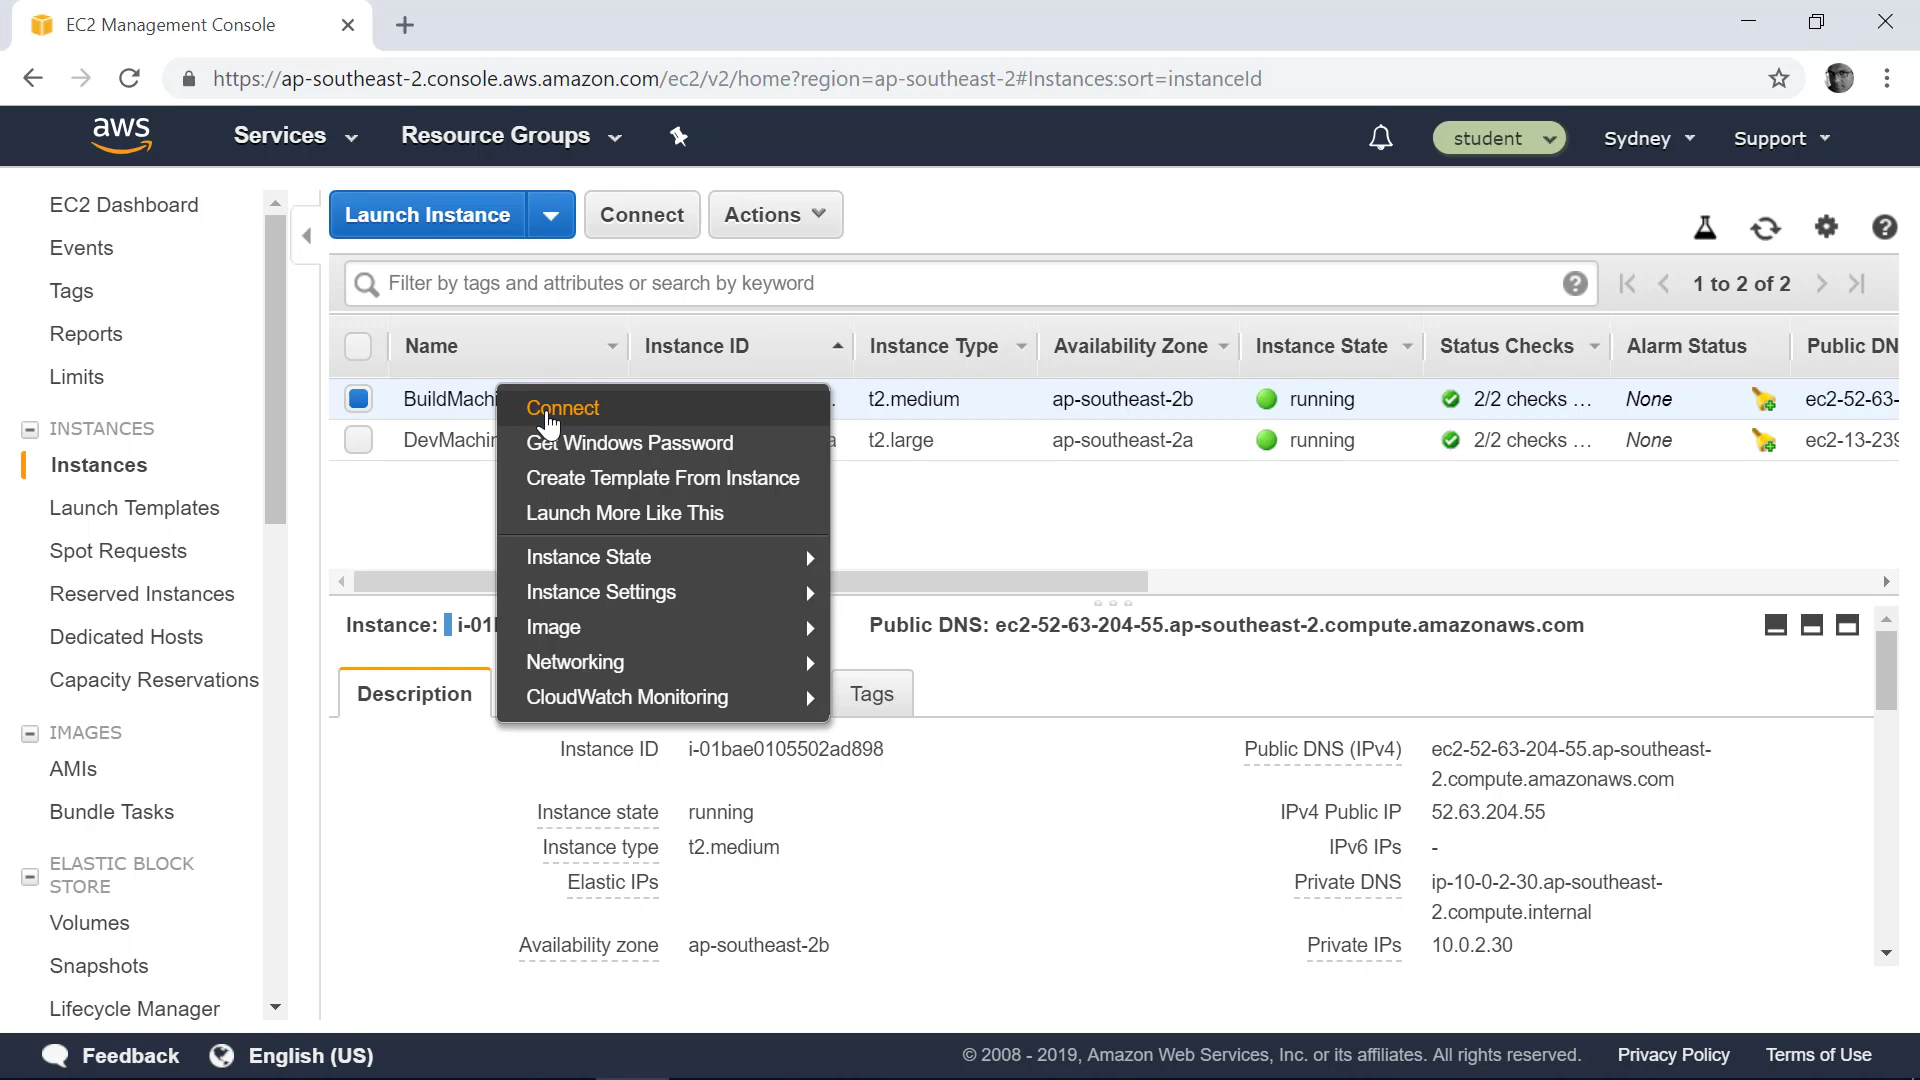 EC2 Management Console
https://ap-southeast-2.console.aws.amazon.com/ec2/v2/home?region=ap-southeast-2#Instances:sort=instanceId
aws
Services
Resource Groups
student
Sydney
Support
EC2 Dashboard
Events
Tags
Reports
Limits
INSTANCES
Instances
Launch Templates
Spot Requests
Reserved Instances
Dedicated Hosts
Capacity Reservations
IMAGES
AMIs
Bundle Tasks
ELASTIC BLOCK
STORE
Volumes
Snapshots
Lifecycle Manager
Launch Instance
Connect
Actions
Filter by tags and attributes or search by keyword
1 to 2 of 2
Name Instance ID Instance Type Availability Zone Instance State Status Checks Alarm Status Public DN
BuildMachi t2.medium ap-southeast-2b running 2/2 checks ... None ec2-52-63-
DevMachin a t2.large ap-southeast-2a running 2/2 checks ... None ec2-13-239
Connect
Get Windows Password
Create Template From Instance
Launch More Like This
Instance State
Instance Settings
Image
Networking
CloudWatch Monitoring
Instance: i-01 Public DNS: ec2-52-63-204-55.ap-southeast-2.compute.amazonaws.com
Description
Tags
Instance ID i-01bae0105502ad898
Instance state running
Instance type t2.medium
Elastic IPs
Availability zone ap-southeast-2b
Public DNS (IPv4) ec2-52-63-204-55.ap-southeast-
2.compute.amazonaws.com
IPv4 Public IP 52.63.204.55
IPv6 IPs -
Private DNS ip-10-0-2-30.ap-southeast-
2.compute.internal
Private IPs 10.0.2.30
Feedback
English (US)
© 2008 - 2019, Amazon Web Services, Inc. or its affiliates. All rights reserved.
Privacy Policy
Terms of Use